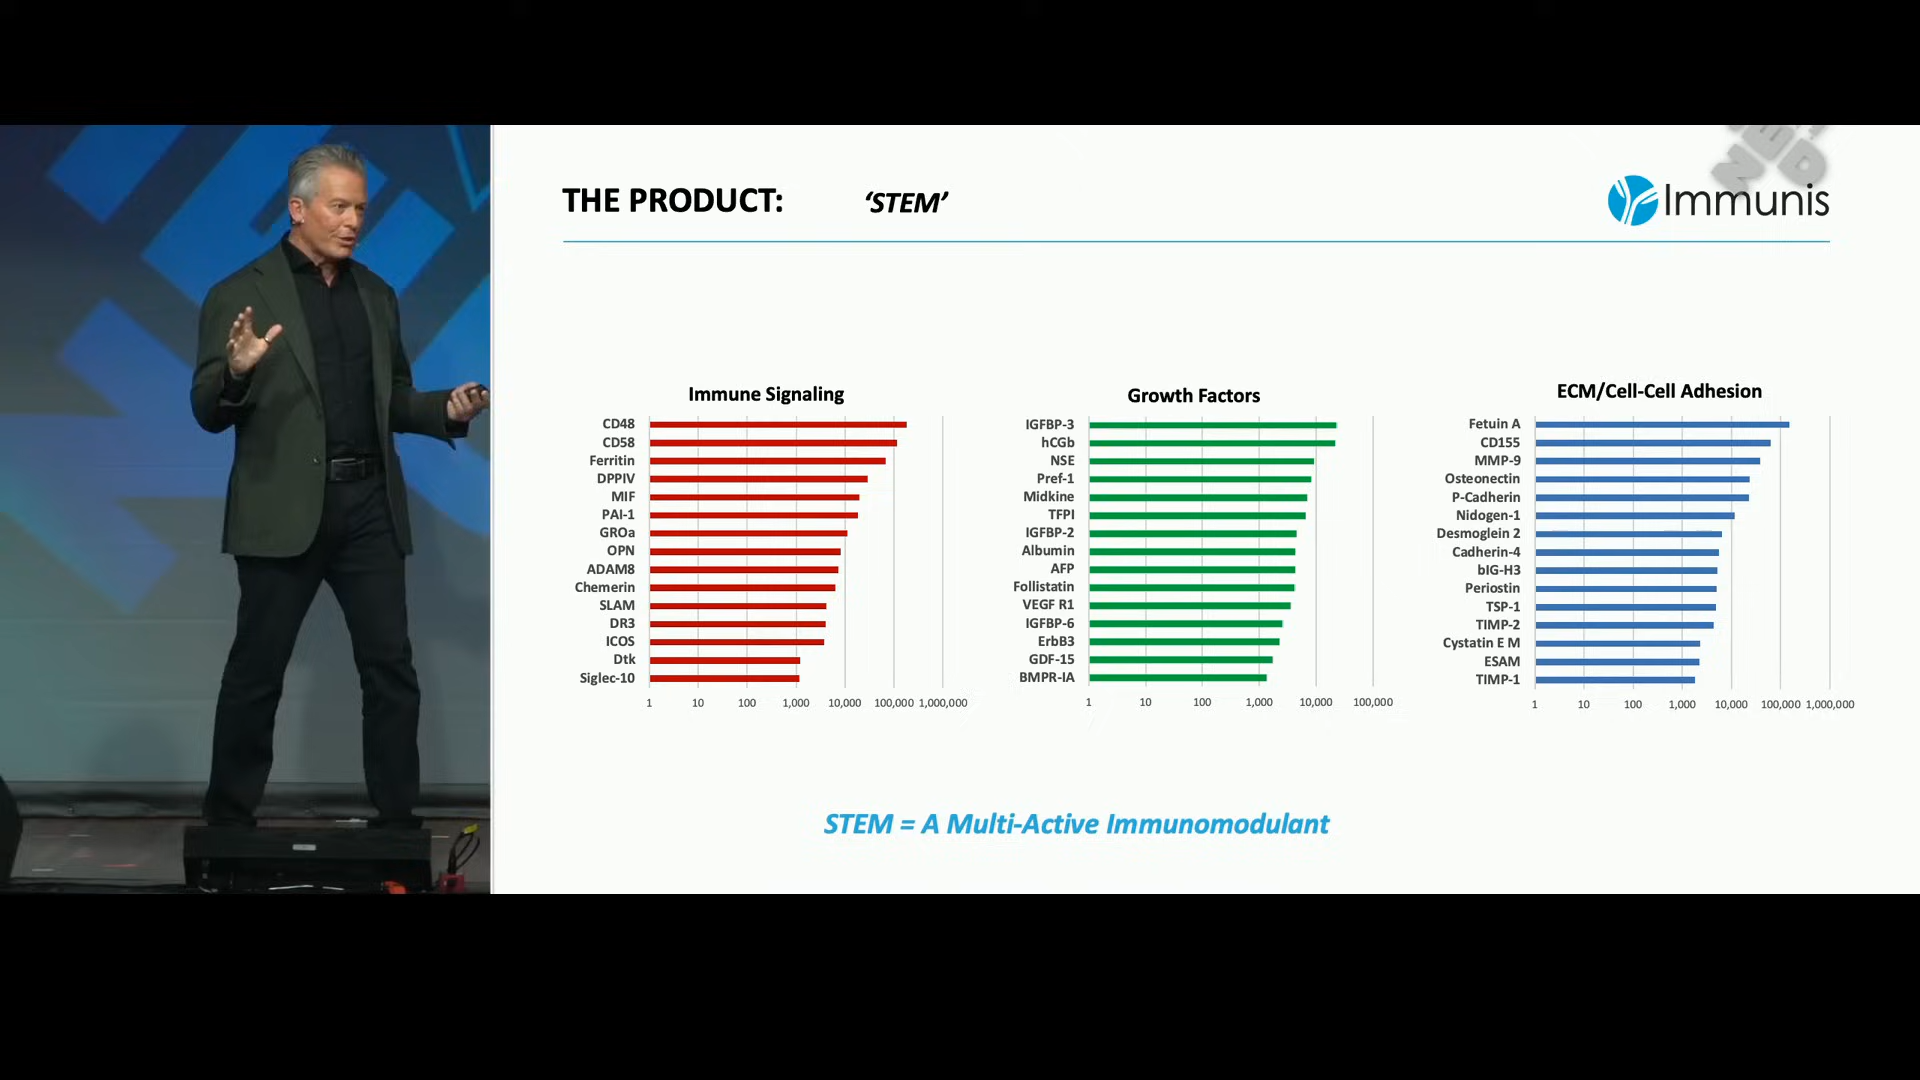 THE PRODUCT: ‘STEM’
Immunis
Immune Signaling
CD48
CD58
Ferritin
DPPIV
MIF
PAI-1
GROa
OPN
ADAM8
Chemerin
SLAM
DR3
ICOS
Dtk
Siglec-10
1 10 100 1,000 10,000 100,000 1,000,000
Growth Factors
IGFBP-3
hCGb
NSE
Pref-1
Midkine
TFPI
IGFBP-2
Albumin
AFP
Follistatin
VEGF R1
IGFBP-6
ErbB3
GDF-15
BMPR-IA
1 10 100 1,000 10,000 100,000
ECM/Cell-Cell Adhesion
Fetuin A
CD155
MMP-9
Osteonectin
P-Cadherin
Nidogen-1
Desmoglein 2
Cadherin-4
bIG-H3
Periostin
TSP-1
TIMP-2
Cystatin E M
ESAM
TIMP-1
1 10 100 1,000 10,000 100,000 1,000,000
STEM = A Multi-Active Immunomodulant